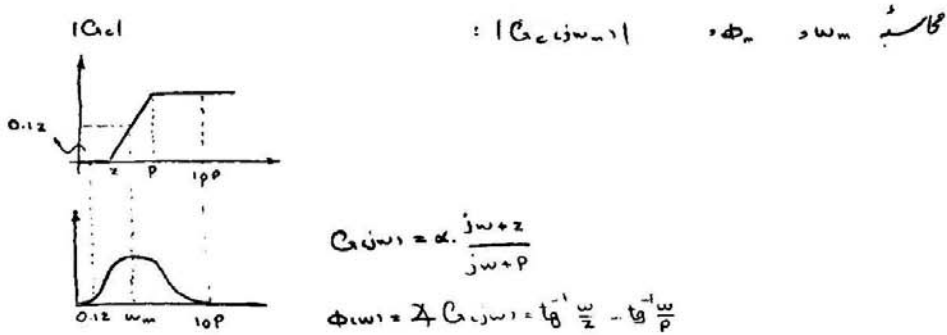 محاسبهٔ ωm ، Φm ، |Gc(jωm)| :
|Gc|
0.1z
z P 10P
0.1z ωm 10P
G(jω) = α. (jω+z)/(jω+P)
Φ(ω) = ∡ G(jω) = tg⁻¹ ω/z - tg⁻¹ ω/P